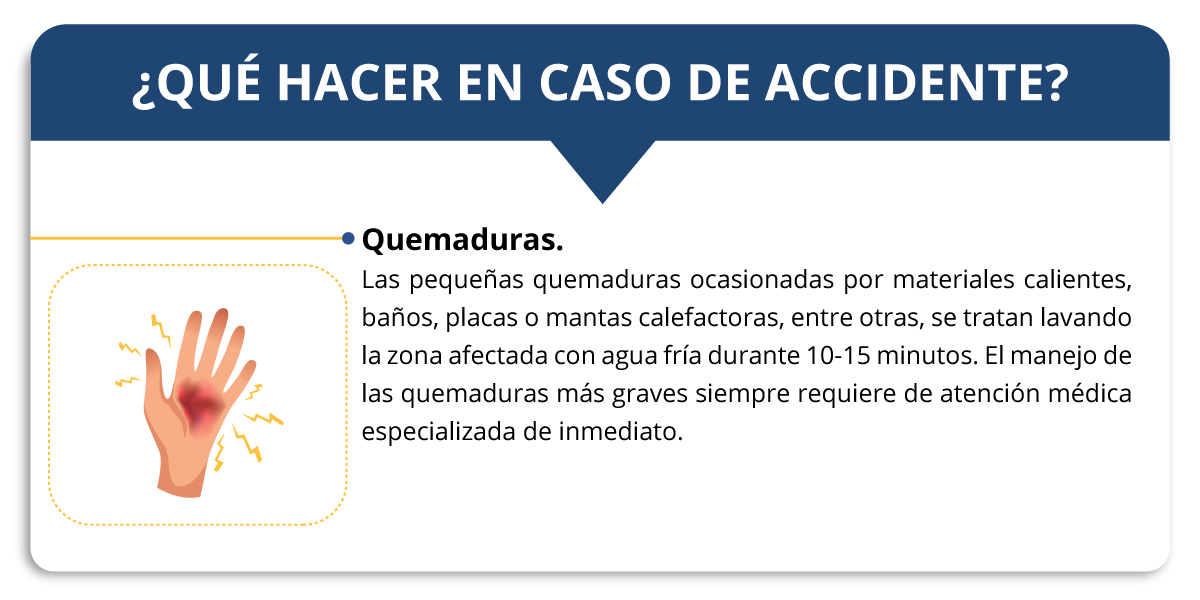 ¿QUÉ HACER EN CASO DE ACCIDENTE?
Quemaduras.
Las pequeñas quemaduras ocasionadas por materiales calientes,
baños, placas o mantas calefactoras, entre otras, se tratan lavando
la zona afectada con agua fría durante 10-15 minutos. El manejo de
las quemaduras más graves siempre requiere de atención médica
especializada de inmediato.